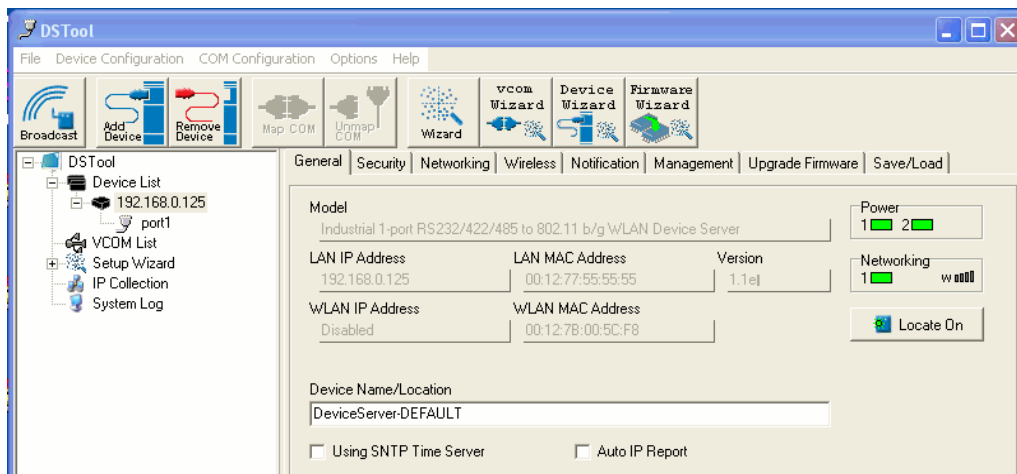 DSTool
File Device Configuration COM Configuration Options Help
Broadcast
Add Device
Remove Device
Map COM
Unmap COM
Wizard
vcom Wizard
Device Wizard
Firmware Wizard
DSTool
Device List
192.168.0.125
port1
VCOM List
Setup Wizard
IP Collection
System Log
General Security Networking Wireless Notification Management Upgrade Firmware Save/Load
Model
Industrial 1-port RS232/422/485 to 802.11 b/g WLAN Device Server
Power
1 2
LAN IP Address LAN MAC Address Version
192.168.0.125 00:12:77:55:55:55 1.1e
Networking
1 W
WLAN IP Address WLAN MAC Address
Disabled 00:12:7B:00:5C:F8
Locate On
Device Name/Location
DeviceServer-DEFAULT
Using SNTP Time Server Auto IP Report